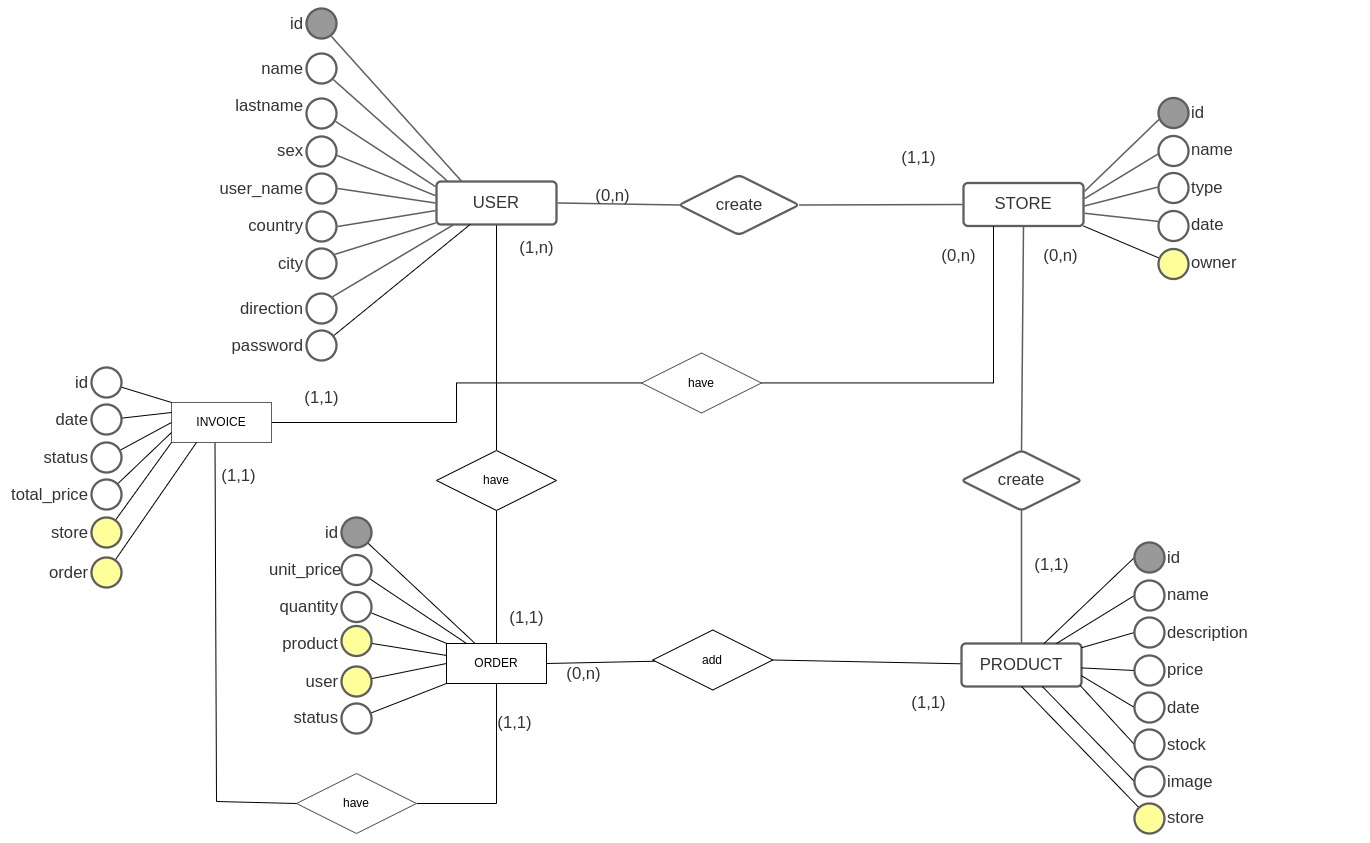 id
name
lastname
sex
user_name
country
city
direction
password
USER
(0,n)
create
(1,1)
STORE
id
name
type
date
owner
(1,n)
(0,n)
(0,n)
have
(1,1)
id
date
status
total_price
store
order
INVOICE
(1,1)
have
create
id
unit_price
quantity
product
user
status
(1,1)
ORDER
(0,n)
(1,1)
add
(1,1)
PRODUCT
(1,1)
id
name
description
price
date
stock
image
store
have